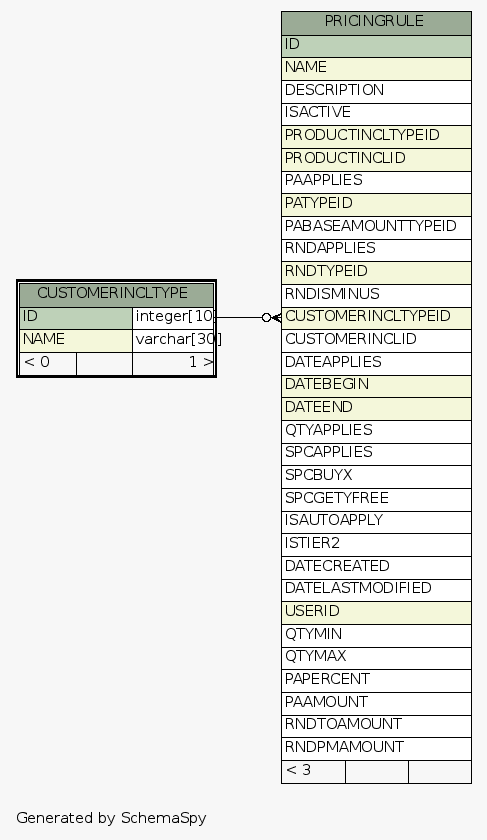 CUSTOMERINCLTYPE
ID integer[10]
NAME varchar[30]
< 0 1 >
PRICINGRULE
ID
NAME
DESCRIPTION
ISACTIVE
PRODUCTINCLTYPEID
PRODUCTINCLID
PAAPPLIES
PATYPEID
PABASEAMOUNTTYPEID
RNDAPPLIES
RNDTYPEID
RNDISMINUS
CUSTOMERINCLTYPEID
CUSTOMERINCLID
DATEAPPLIES
DATEBEGIN
DATEEND
QTYAPPLIES
SPCAPPLIES
SPCBUYX
SPCGETYFREE
ISAUTOAPPLY
ISTIER2
DATECREATED
DATELASTMODIFIED
USERID
QTYMIN
QTYMAX
PAPERCENT
PAAMOUNT
RNDTOAMOUNT
RNDPMAMOUNT
< 3
Generated by SchemaSpy